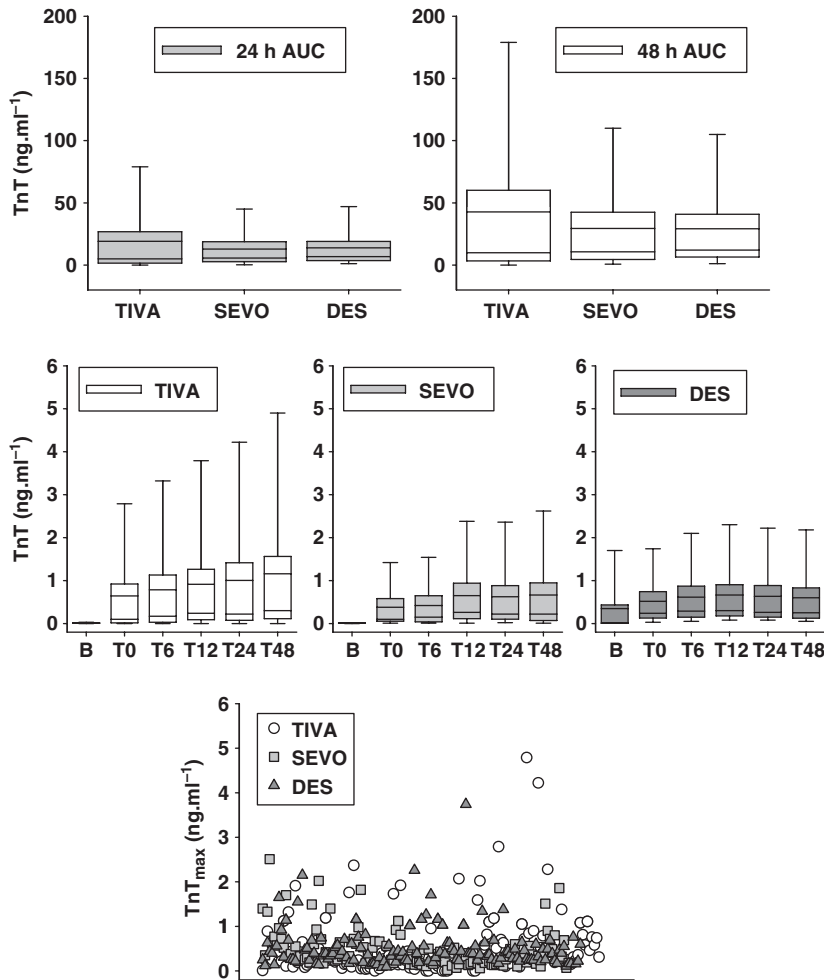 200
150
100
50
0
TnT (ng.ml⁻¹)
24 h AUC
TIVA SEVO DES
200
150
100
50
0
48 h AUC
TIVA SEVO DES
6
5
4
3
2
1
0
TnT (ng.ml⁻¹)
TIVA
B T0 T6 T12 T24 T48
6
5
4
3
2
1
0
SEVO
B T0 T6 T12 T24 T48
6
5
4
3
2
1
0
DES
B T0 T6 T12 T24 T48
6
5
4
3
2
1
0
TnTmax (ng.ml⁻¹)
TIVA
SEVO
DES